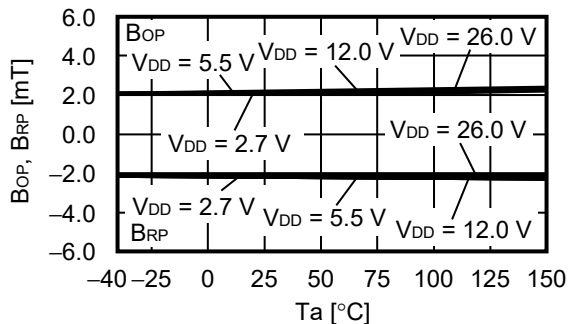 BOP, BRP [mT]
6.0
4.0
2.0
0.0
–2.0
–4.0
–6.0
BOP
VDD = 5.5 V
VDD = 12.0 V
VDD = 26.0 V
VDD = 2.7 V
VDD = 26.0 V
VDD = 2.7 V
VDD = 5.5 V
VDD = 12.0 V
BRP
–40 –25 0 25 50 75 100 125 150
Ta [°C]